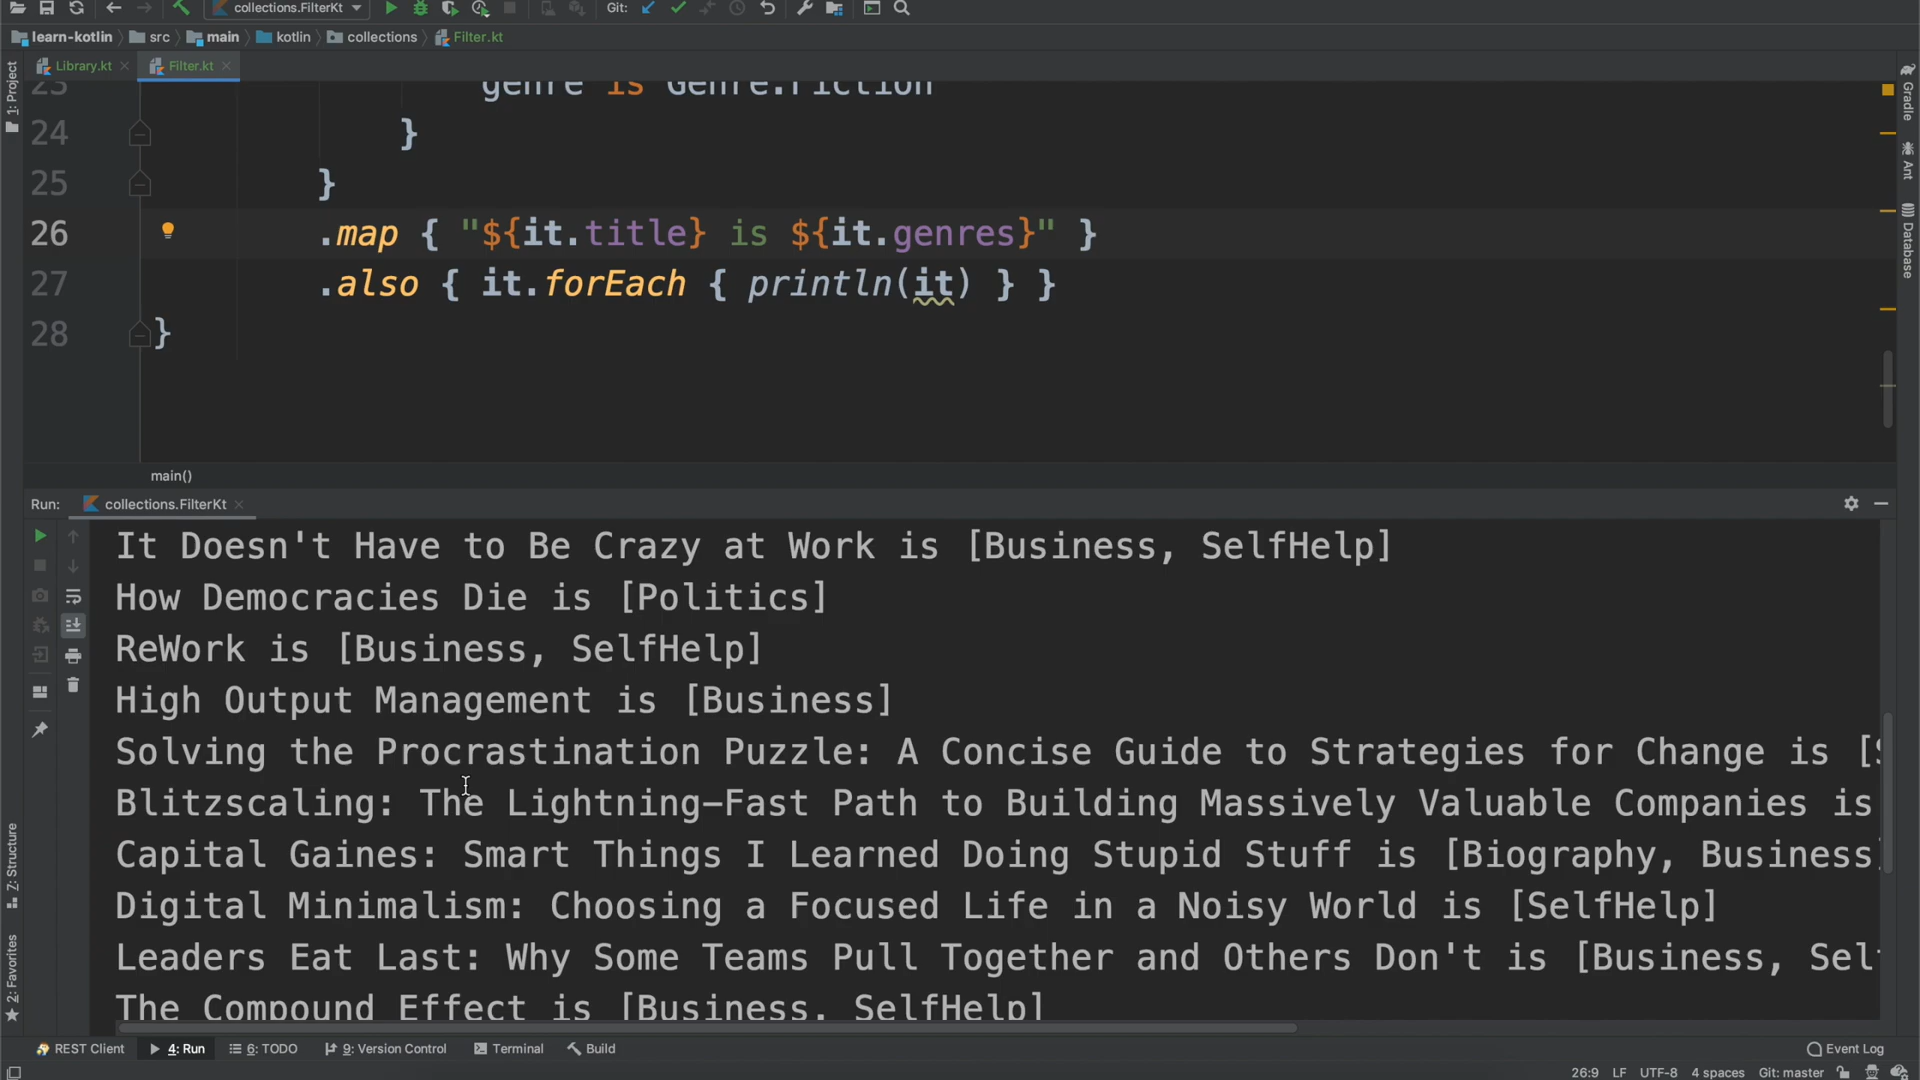 collections.FilterKt
Git:
learn-kotlin
src
main
kotlin
collections
Filter.kt
Library.kt
Filter.kt
1: Project
Gradle
Ant
Database
23 genre is Genre.Fiction
24 }
25 }
26 .map { "${it.title} is ${it.genres}" }
27 .also { it.forEach { println(it) } }
28 }
main()
Run: collections.FilterKt
It Doesn't Have to Be Crazy at Work is [Business, SelfHelp]
How Democracies Die is [Politics]
ReWork is [Business, SelfHelp]
High Output Management is [Business]
Solving the Procrastination Puzzle: A Concise Guide to Strategies for Change is [S
Blitzscaling: The Lightning-Fast Path to Building Massively Valuable Companies is
Capital Gaines: Smart Things I Learned Doing Stupid Stuff is [Biography, Business]
Digital Minimalism: Choosing a Focused Life in a Noisy World is [SelfHelp]
Leaders Eat Last: Why Some Teams Pull Together and Others Don't is [Business, Sel
The Compound Effect is [Business, SelfHelp]
Z: Structure
2: Favorites
REST Client
4: Run
6: TODO
9: Version Control
Terminal
Build
Event Log
26:9 LF UTF-8 4 spaces Git: master